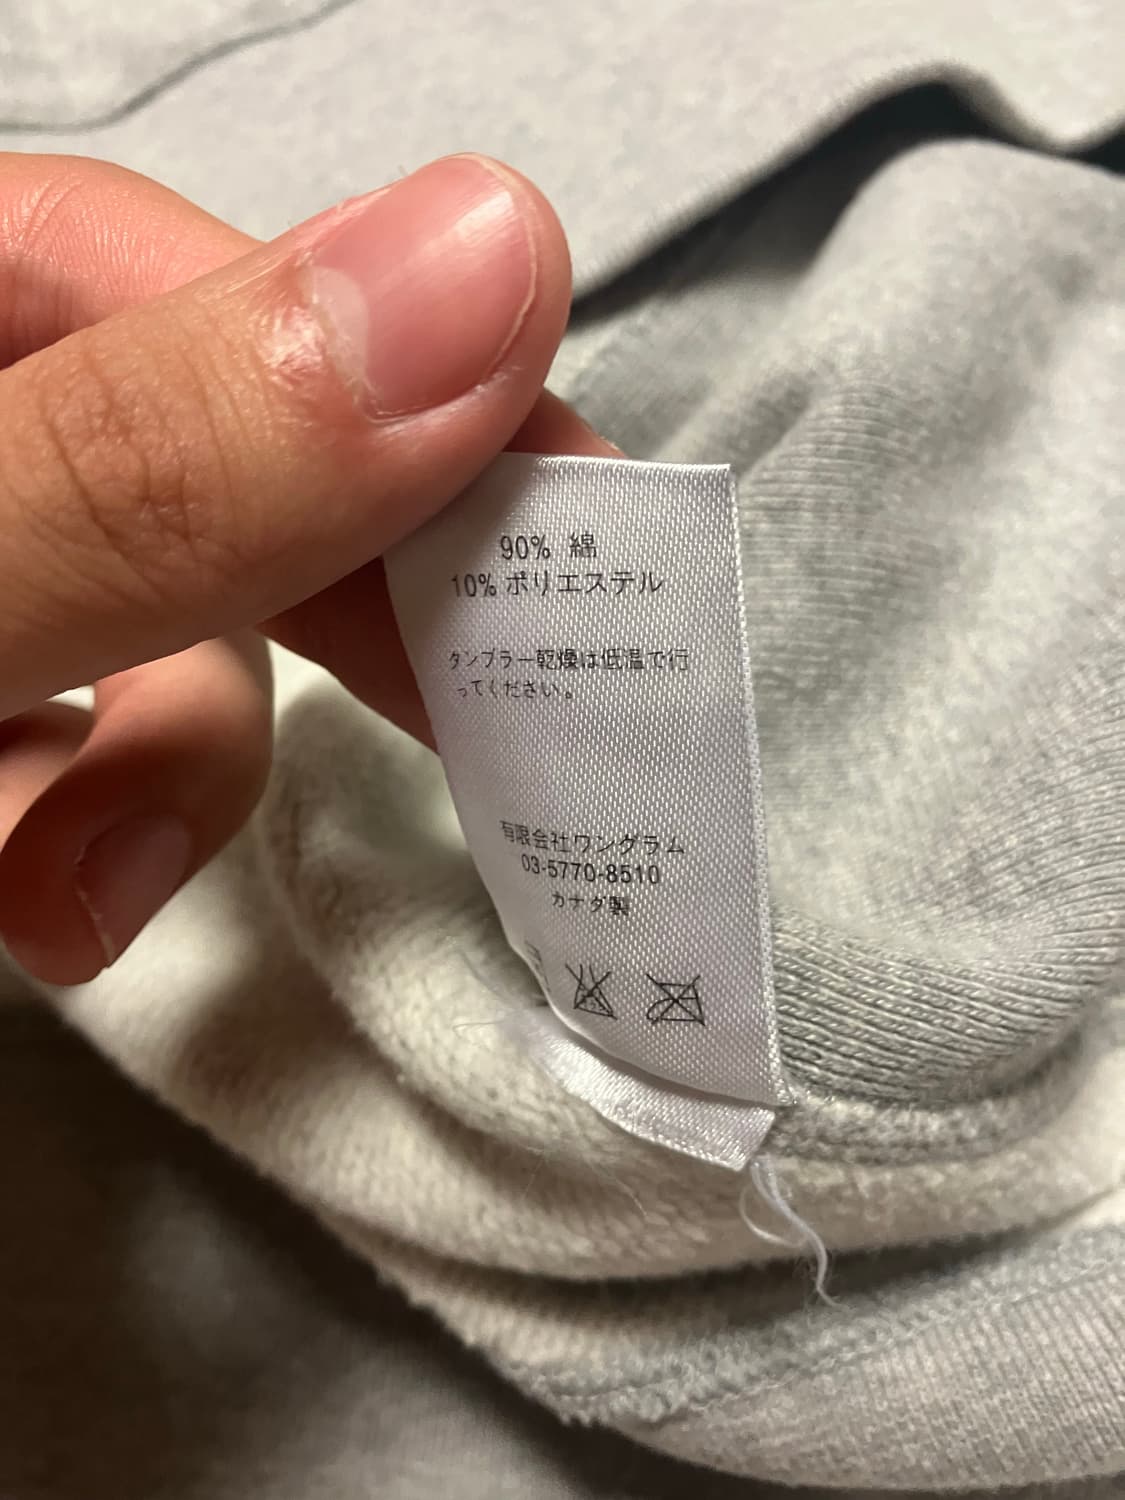 90% 綿
10% ポリエステル
タンブラー乾燥は低温で行
ってください。
有限会社ワングラム
03-5770-8510
カナダ製